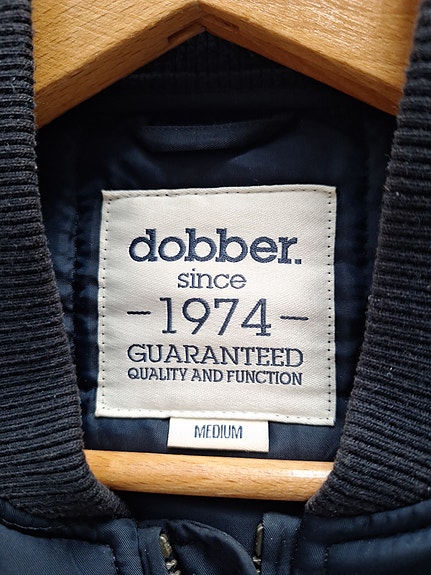 dobber.
since
-1974-
GUARANTEED
QUALITY AND FUNCTION
MEDIUM